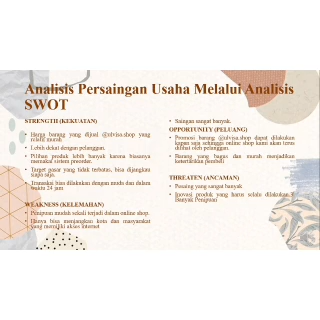 Analisis Persaingan Usaha Melalui Analisis
SWOT
STRENGTH (KEKUATAN)
• Harga barang yang dijual @ulvisa.shop yang
relatif murah
• Lebih dekat dengan pelanggan.
• Pilihan produk lebih banyak karena biasanya
memakai sistem preorder.
• Target pasar yang tidak terbatas, bisa dijangkau
siapa saja.
• Transaksi bisa dilakukan dengan mudah dan dalam
waktu 24 jam
WEAKNESS (KELEMAHAN)
• Penipuan mudah sekali terjadi dalam online shop.
• Hanya bisa menjangkau kota dan masyarakat
yang memiliki akses internet
• Saingan sangat banyak.
OPPORTUNITY (PELUANG)
• Promosi barang @ulvisa.shop dapat dilakukan
kapan saja sehingga online shop kami akan terus
dilihat oleh pelanggan.
• Barang yang bagus dan murah menjadikan
ketertarikan pembeli
THREATEN (ANCAMAN)
• Pesaing yang sangat banyak
• Inovasi produk yang harus selalu dilakukan
Banyak Penipuan